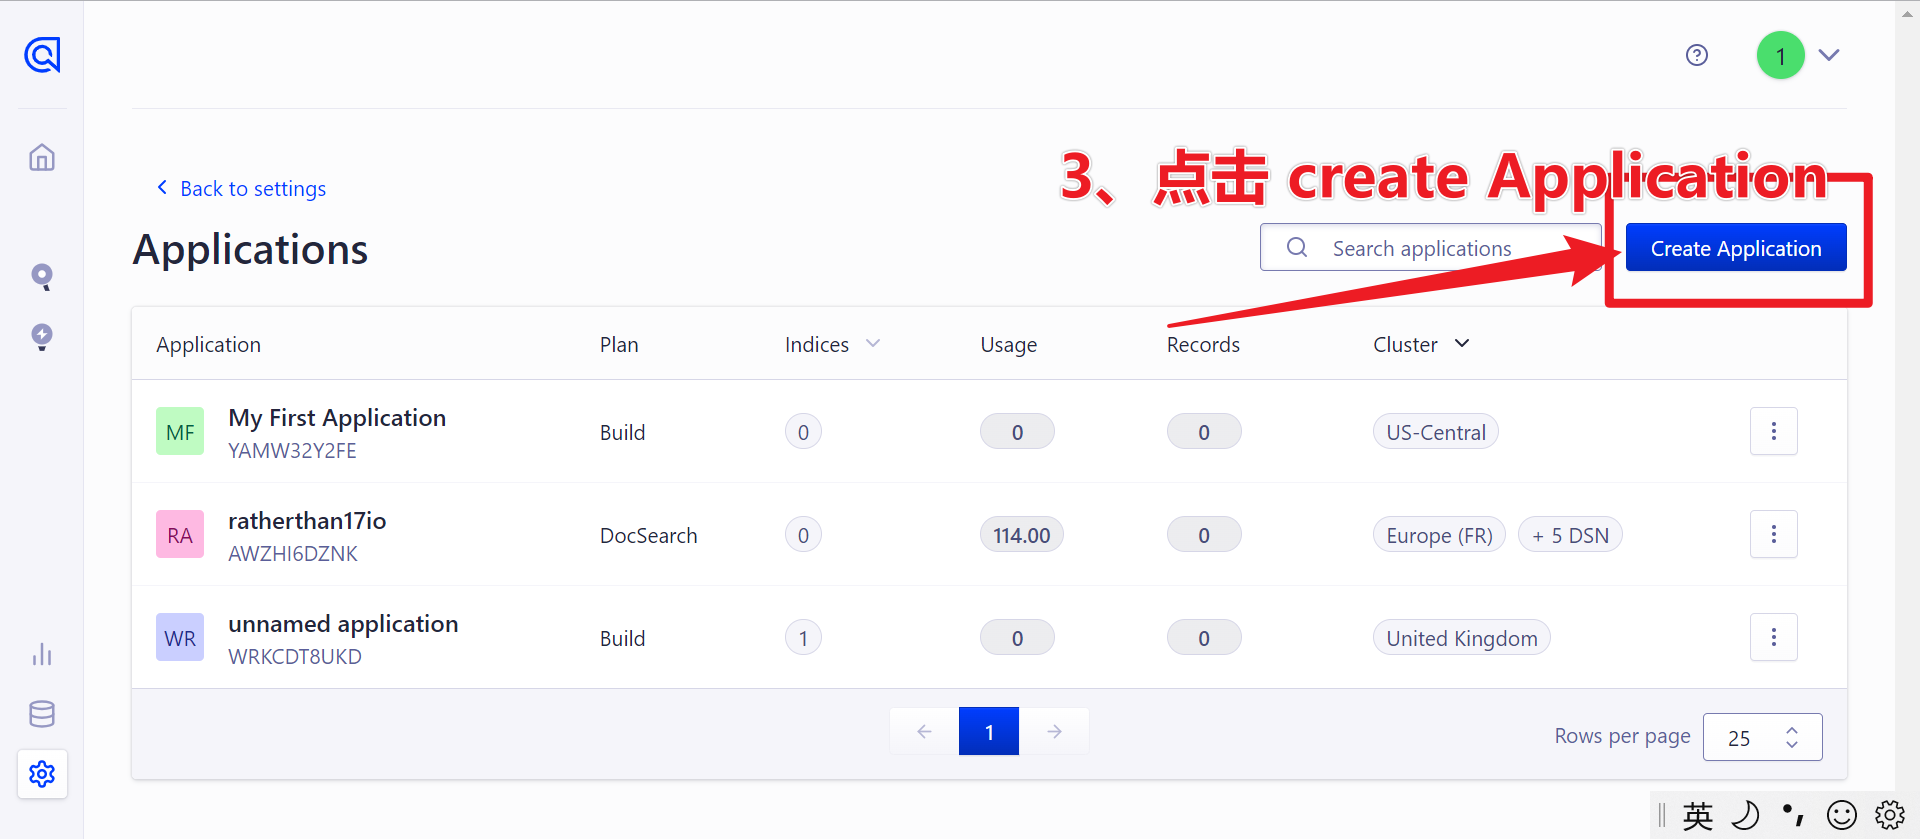 1
Back to settings
3、点击 create Application
Applications
Search applications
Create Application
Application Plan Indices Usage Records Cluster
MF My First Application Build 0 0 0 US-Central
YAMW32Y2FE
RA ratherthan17io DocSearch 0 114.00 0 Europe (FR) + 5 DSN
AWZHI6DZNK
WR unnamed application Build 1 0 0 United Kingdom
WRKCDT8UKD
1
Rows per page 25
英